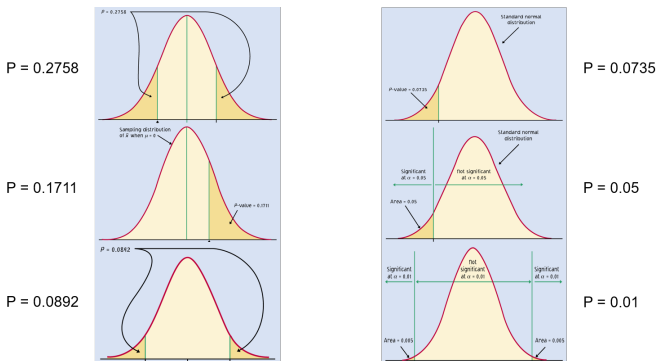 P = 0.2758
P = 0.2758
P = 0.1711
Sampling distribution
of x̄ when μ = 0
P-value = 0.1711
P = 0.0892
P = 0.0892
Standard normal
distribution
P-value = 0.0735
P = 0.0735
Standard normal
distribution
Significant
at α = 0.05
Not significant
at α = 0.05
Area = 0.05
P = 0.05
Significant
at α = 0.01
Not
significant
at α = 0.01
Significant
at α = 0.01
Area = 0.005
Area = 0.005
P = 0.01